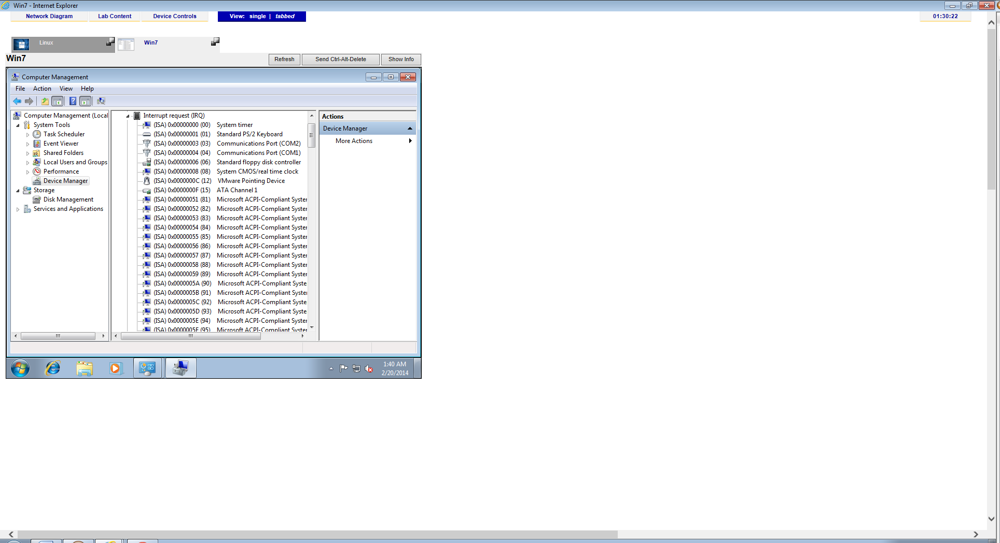 Win7 - Internet Explorer
Network Diagram Lab Content Device Controls View: single | tabbed 01:30:22
Linux Win7
Win7 Refresh Send Ctrl-Alt-Delete Show Info
Computer Management
File Action View Help
Computer Management (Local
System Tools
Task Scheduler
Event Viewer
Shared Folders
Local Users and Groups
Performance
Device Manager
Storage
Disk Management
Services and Applications
Interrupt request (IRQ)
(ISA) 0x00000000 (00) System timer
(ISA) 0x00000001 (01) Standard PS/2 Keyboard
(ISA) 0x00000003 (03) Communications Port (COM2)
(ISA) 0x00000004 (04) Communications Port (COM1)
(ISA) 0x00000006 (06) Standard floppy disk controller
(ISA) 0x00000008 (08) System CMOS/real time clock
(ISA) 0x0000000C (12) VMware Pointing Device
(ISA) 0x0000000F (15) ATA Channel 1
(ISA) 0x00000051 (81) Microsoft ACPI-Compliant System
(ISA) 0x00000052 (82) Microsoft ACPI-Compliant System
(ISA) 0x00000053 (83) Microsoft ACPI-Compliant System
(ISA) 0x00000054 (84) Microsoft ACPI-Compliant System
(ISA) 0x00000055 (85) Microsoft ACPI-Compliant System
(ISA) 0x00000056 (86) Microsoft ACPI-Compliant System
(ISA) 0x00000057 (87) Microsoft ACPI-Compliant System
(ISA) 0x00000058 (88) Microsoft ACPI-Compliant System
(ISA) 0x00000059 (89) Microsoft ACPI-Compliant System
(ISA) 0x0000005A (90) Microsoft ACPI-Compliant Syste
(ISA) 0x0000005B (91) Microsoft ACPI-Compliant Syste
(ISA) 0x0000005C (92) Microsoft ACPI-Compliant Syste
(ISA) 0x0000005D (93) Microsoft ACPI-Compliant Syste
(ISA) 0x0000005E (94) Microsoft ACPI-Compliant System
(ISA) 0x0000005F (95) Microsoft ACPI-Compliant System
Actions
Device Manager
More Actions
1:40 AM
2/20/2014